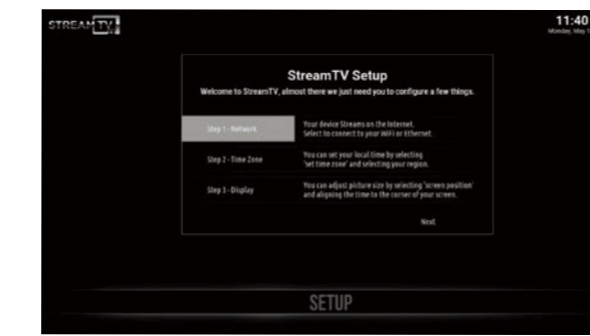 STREAMTV
11:40
Monday, May 1
StreamTV Setup
Welcome to StreamTV, almost there we just need you to configure a few things.
Step 1 - Network
Your device Streams on the Internet.
Select to connect to your WiFi or Ethernet.
Step 2 - Time Zone
You can set your local time by selecting
'set time zone' and selecting your region.
Step 3 - Display
You can adjust picture size by selecting 'screen position'
and aligning the time to the corner of your screen.
Next
SETUP